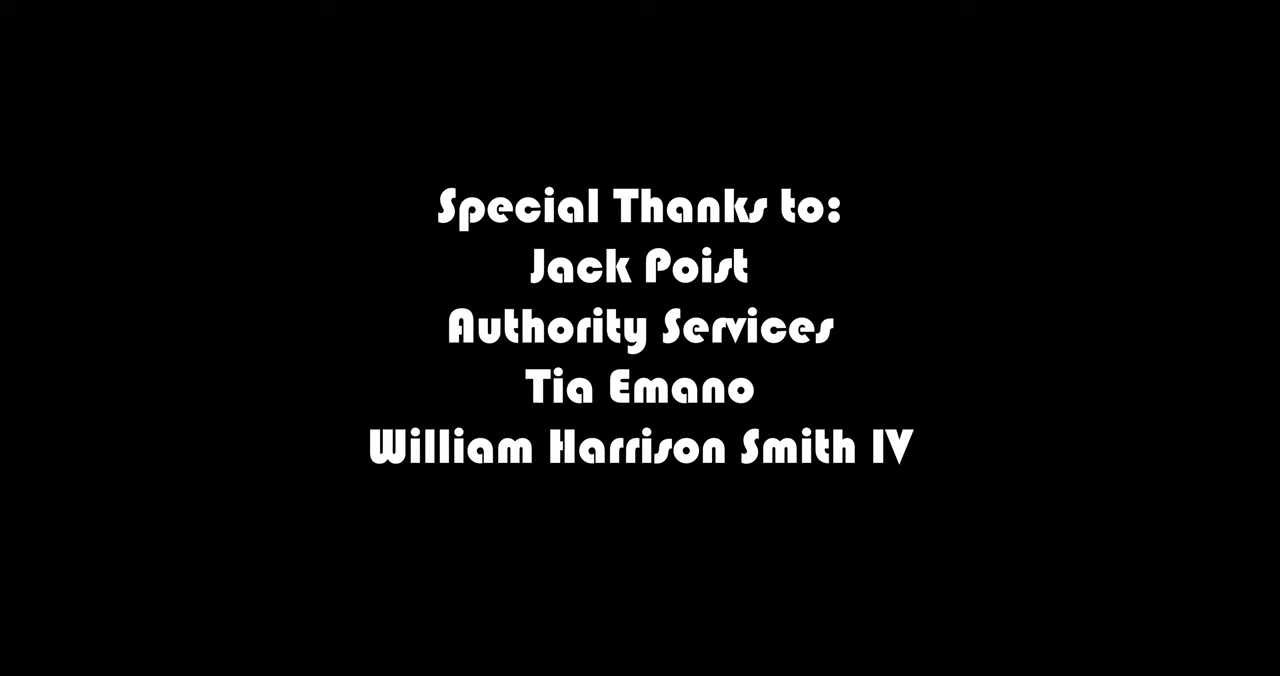 Special Thanks to:
Jack Poist
Authority Services
Tia Emano
William Harrison Smith IV